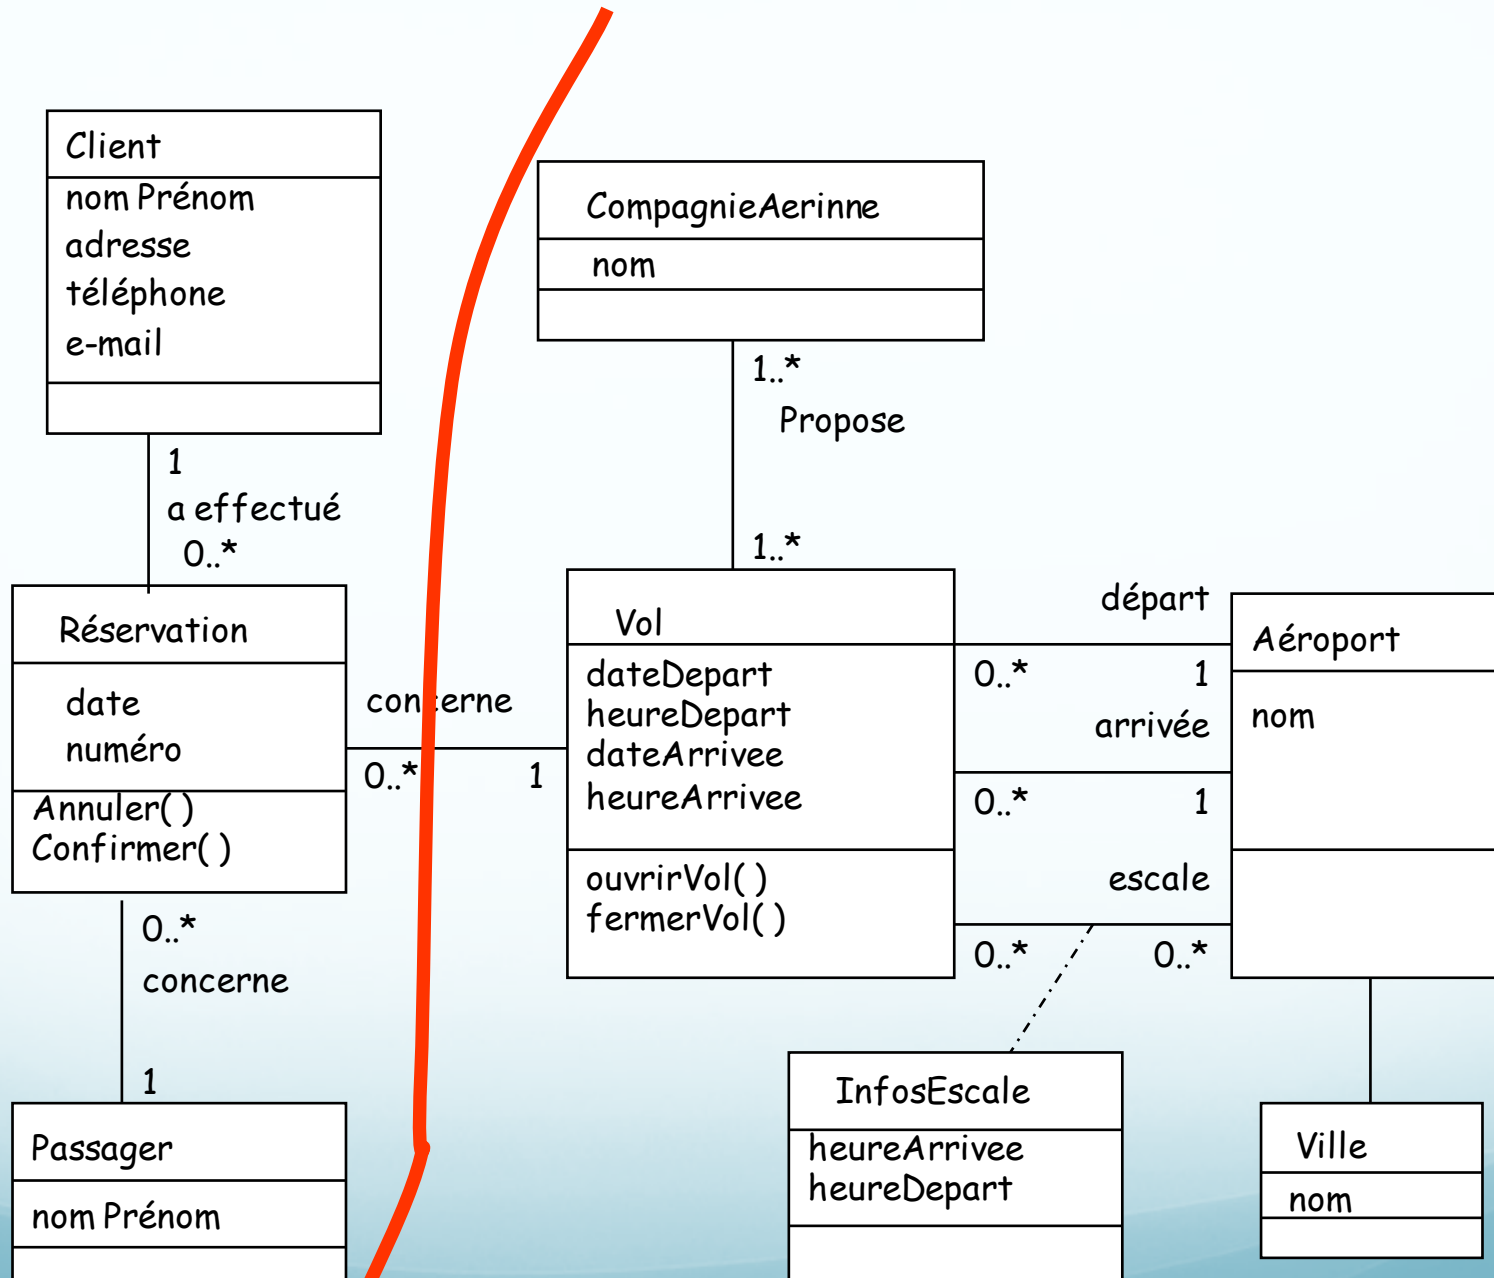 Client
nom Prénom
adresse
téléphone
e-mail
1
a effectué
0..*
Réservation
date
numéro
Annuler( )
Confirmer( )
0..*
concerne
1
Passager
nom Prénom
concerne
0..*
1
CompagnieAerinne
nom
1..*
Propose
1..*
Vol
dateDepart
heureDepart
dateArrivee
heureArrivee
ouvrirVol( )
fermerVol( )
départ
0..*
1
arrivée
0..*
1
escale
0..*
0..*
Aéroport
nom
InfosEscale
heureArrivee
heureDepart
Ville
nom